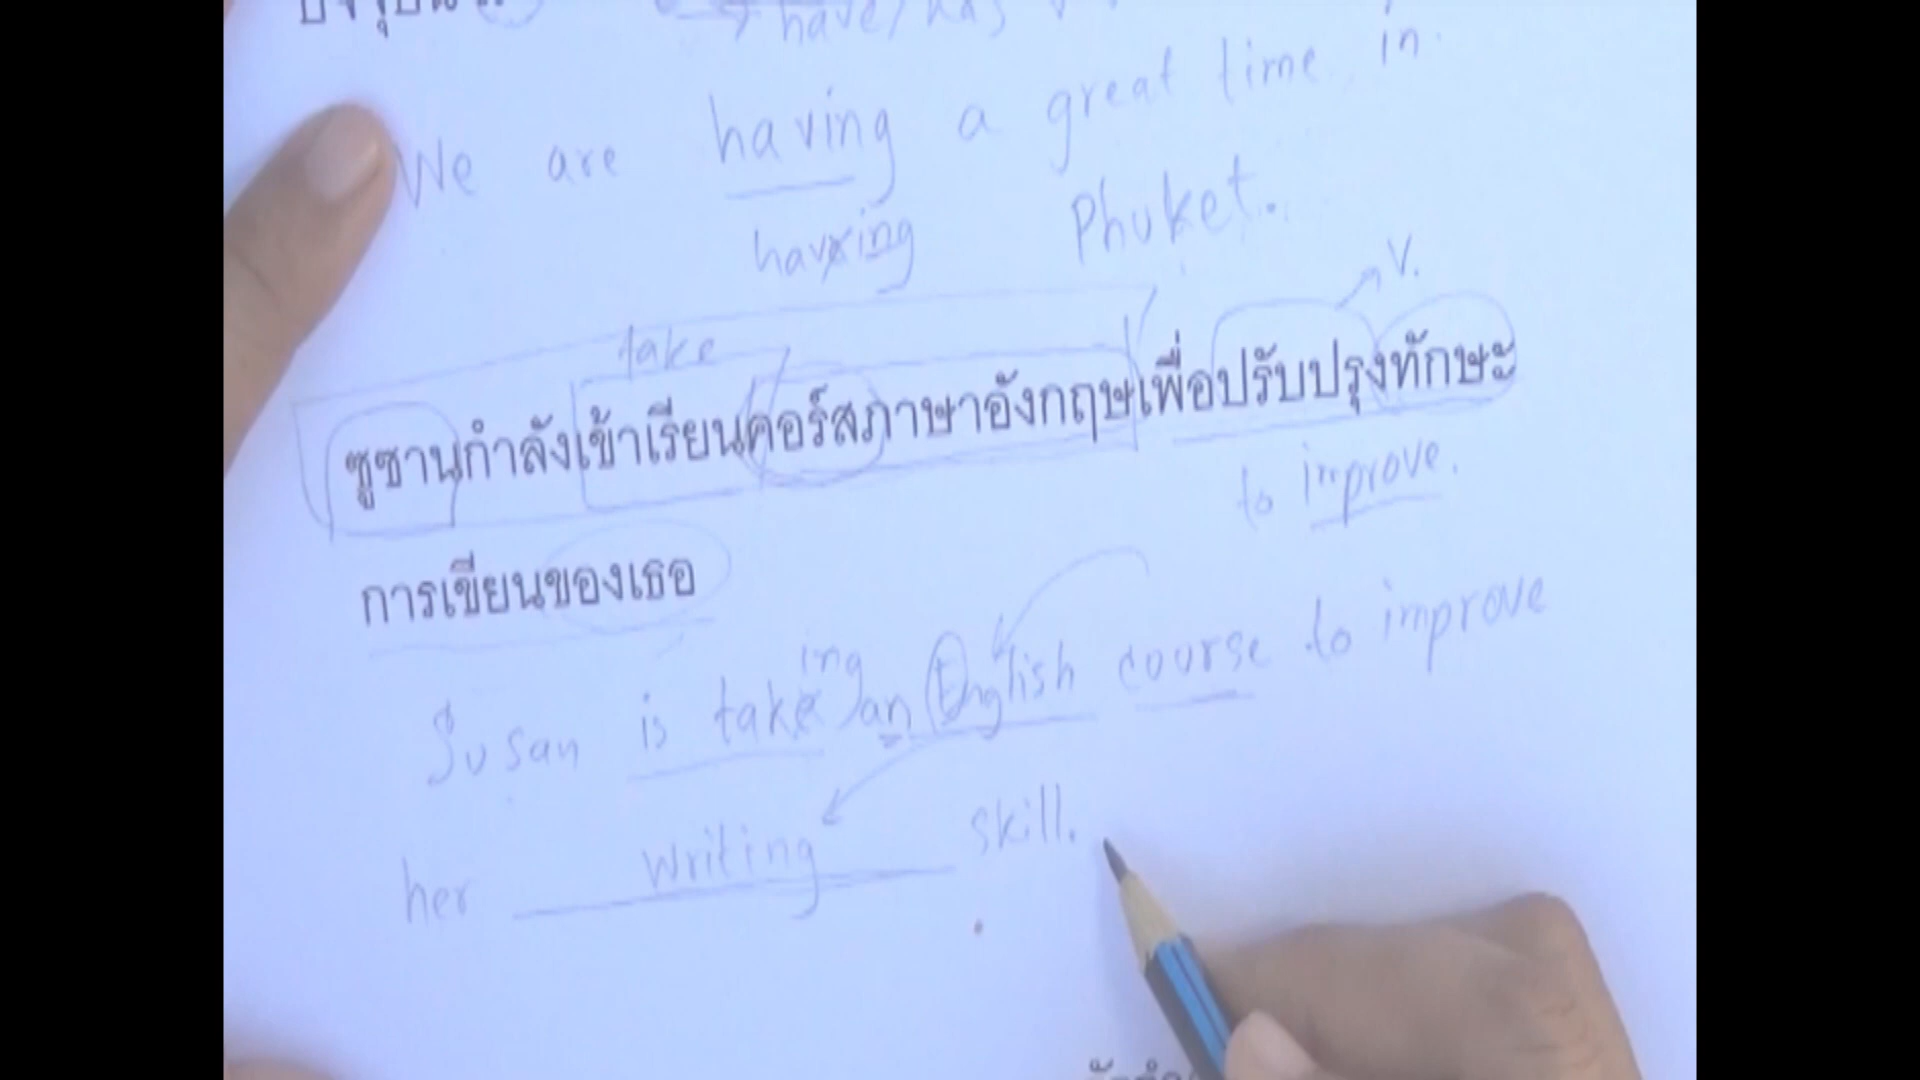 have/has
We are having a great time in
Phuket.
having
V.
take
ซูซานกำลังเข้าเรียนคอร์สภาษาอังกฤษเพื่อปรับปรุงทักษะ
to improve.
การเขียนของเธอ
ing
Susan is take an English course to improve
her writing skill.